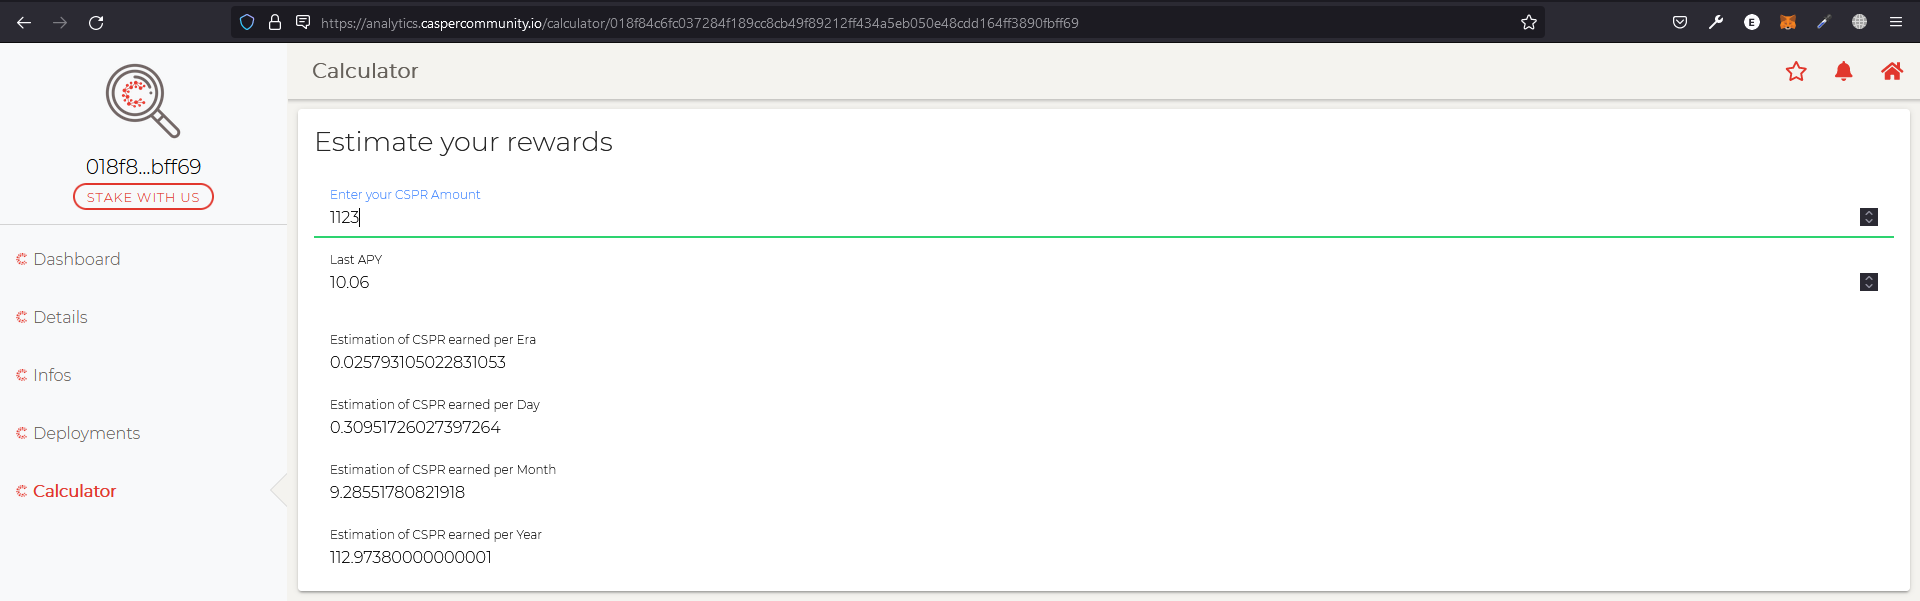 https://analytics.caspercommunity.io/calculator/018f84c6fc037284f189cc8cb49f89212ff434a5eb050e48cdd164ff3890fbff69
E
018f8...bff69
STAKE WITH US
Dashboard
Details
Infos
Deployments
Calculator
Calculator
Estimate your rewards
Enter your CSPR Amount
1123
Last APY
10.06
Estimation of CSPR earned per Era
0.025793105022831053
Estimation of CSPR earned per Day
0.30951726027397264
Estimation of CSPR earned per Month
9.28551780821918
Estimation of CSPR earned per Year
112.97380000000001